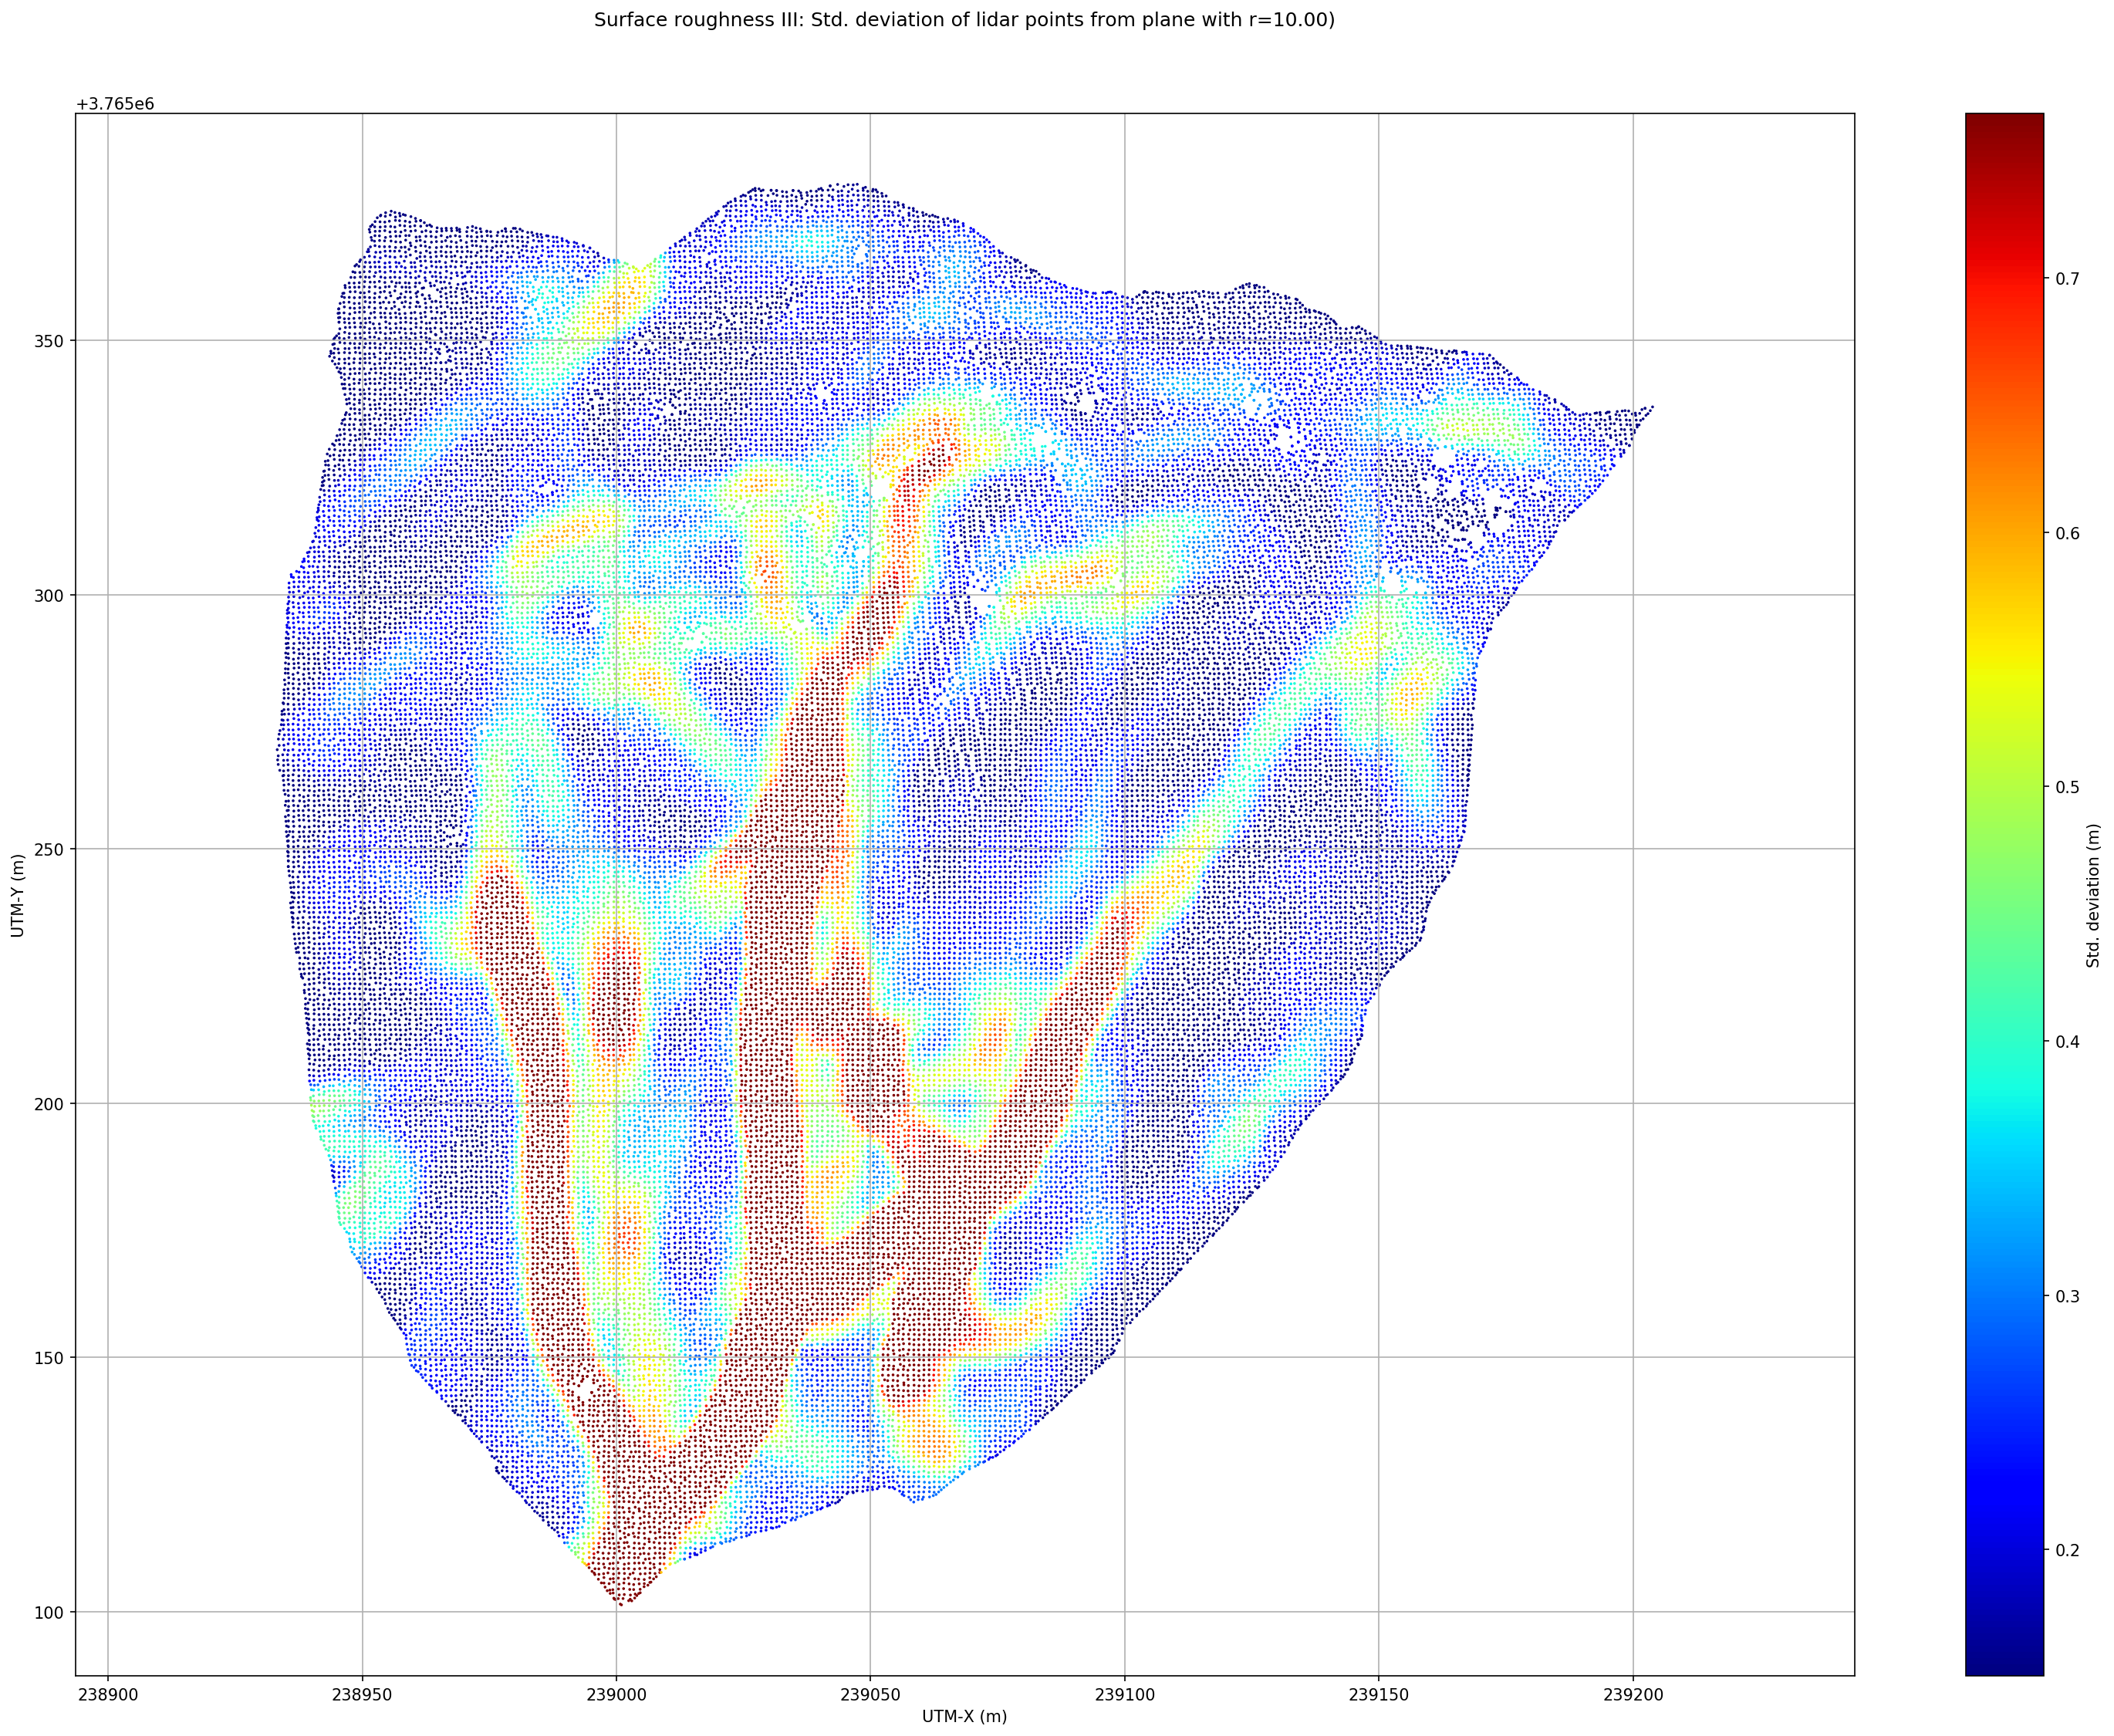 Surface roughness III: Std. deviation of lidar points from plane with r=10.00)
+3.765e6
350
300
250
200
150
100
UTM-Y (m)
238900 238950 239000 239050 239100 239150 239200
UTM-X (m)
0.7
0.6
0.5
0.4
0.3
0.2
Std. deviation (m)